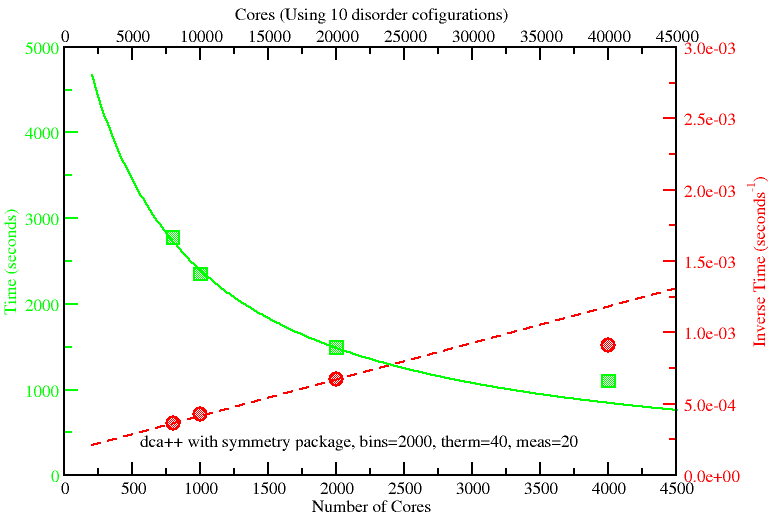 Cores (Using 10 disorder cofigurations)
0 5000 10000 15000 20000 25000 30000 35000 40000 45000
5000 3.0e-03
4000 2.5e-03
3000 2.0e-03
Time (seconds)
1.5e-03
Inverse Time (seconds-1)
2000
1.0e-03
1000
5.0e-04
dca++ with symmetry package, bins=2000, therm=40, meas=20
0 0.0e+00
0 500 1000 1500 2000 2500 3000 3500 4000 4500
Number of Cores